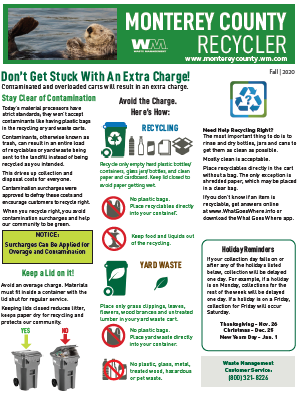 MONTEREY COUNTY
RECYCLER
WM
WASTE MANAGEMENT
www.montereycounty.wm.com
Don't Get Stuck With An Extra Charge!
Contaminated and overloaded carts will result in an extra charge.
Fall | 2020
Stay Clear of Contamination
Today's material processors have
strict standards, they won't accept
contaminants like having plastic bags
in the recycling or yard waste carts.
Contaminants, otherwise known as
trash, can result in an entire load
of recyclables or yard waste being
sent to the landfill instead of being
recycled as you intended.
This drives up collection and
disposal costs for everyone.
Contamination surcharges were
approved to defray these costs and
encourage customers to recycle right.
When you recycle right, you avoid
contamination surcharges and help
our community to be green.
NOTICE:
Surcharges Can Be Applied for
Overage and Contamination
Keep a Lid on it!
Avoid an overage charge. Materials
must fit inside a container with the
lid shut for regular service.
Keeping lids closed reduces litter,
keeps paper dry for recycling and
protects our community.
YES
NO
Avoid the Charge.
Here's How:
RECYCLING
Recycle only empty hard plastic bottles/
containers, glass jars/bottles, and clean
paper and cardboard. Keep lid closed to
avoid paper getting wet.
No plastic bags.
Place recyclables directly
into your container.
Keep food and liquids out
of the recycling.
YARD WASTE
Place only grass clippings, leaves,
flowers, wood branches and untreated
lumber in your yard waste cart.
No plastic bags.
Place yard waste directly
into your container.
No plastic, glass, metal,
treated wood, hazardous
or pet waste.
Need Help Recycling Right?
The most important thing to do is to
rinse and dry bottles, jars and cans to
get them as clean as possible.
Mostly clean is acceptable.
Place recyclables directly in the cart
without a bag. The only exception is
shredded paper, which may be placed
in a clear bag.
If you don't know if an item is
recyclable, get answers online
at www.WhatGoesWhere.info or
download the What Goes Where app.
Holiday Reminders
If your collection day falls on or
after any of the holidays listed
below, collection will be delayed
one day. For example, if a holiday
is on Monday, collections for the
rest of the week will be delayed
one day. If a holiday is on a Friday,
collection for Friday will occur
Saturday.
Thanksgiving - Nov. 26
Christmas - Dec. 25
New Years Day - Jan. 1
Waste Management
Customer Service.
(800) 321-8226